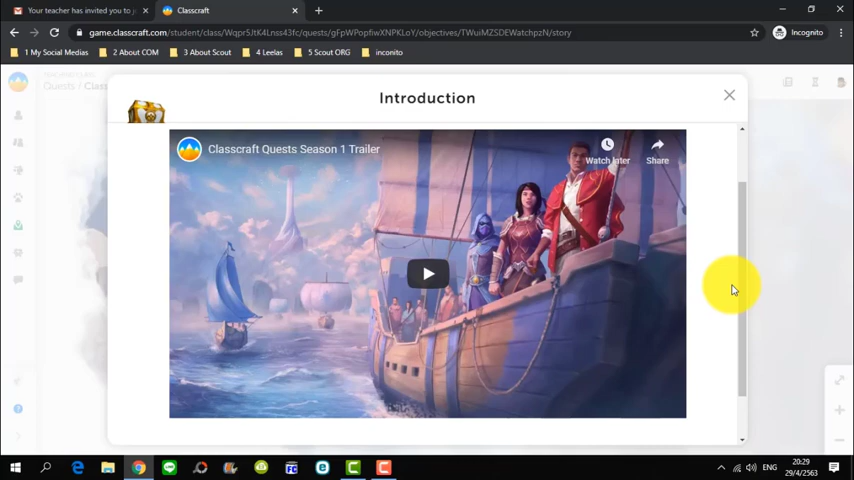 Your teacher has invited you to j
Classcraft
game.classcraft.com/student/class/Wqpr5JtK4Lnss43fc/quests/gFpWPopfiwXNPKLoY/objectives/TWuiMZSDEWatchpzN/story
Incognito
1 My Social Medias
2 About COM
3 About Scout
4 Leelas
5 Scout ORG
inconito
Quests / Class
Introduction
Classcraft Quests Season 1 Trailer
Watch later
Share
ENG
20:29
29/4/2563